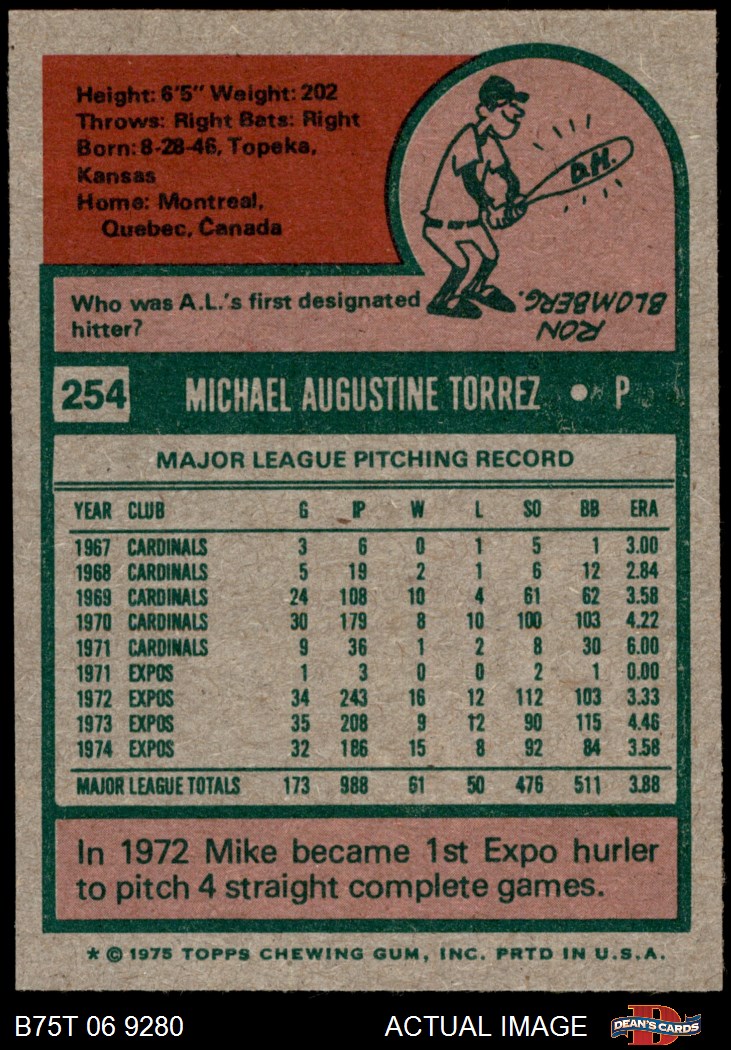 Height: 6'5" Weight: 202
Throws: Right Bats: Right
Born: 8-28-46, Topeka,
Kansas
Home: Montreal,
Quebec, Canada
D.H.
Who was A.L.'s first designated
hitter?
RON
BLOMBERG.
254 MICHAEL AUGUSTINE TORREZ • P
MAJOR LEAGUE PITCHING RECORD
YEAR CLUB G IP W L SO BB ERA
1967 CARDINALS 3 6 0 1 5 1 3.00
1968 CARDINALS 5 19 2 1 6 12 2.84
1969 CARDINALS 24 108 10 4 61 62 3.58
1970 CARDINALS 30 179 8 10 100 103 4.22
1971 CARDINALS 9 36 1 2 8 30 6.00
1971 EXPOS 1 3 0 0 2 1 0.00
1972 EXPOS 34 243 16 12 112 103 3.33
1973 EXPOS 35 208 9 12 90 115 4.46
1974 EXPOS 32 186 15 8 92 84 3.58
MAJOR LEAGUE TOTALS 173 988 61 50 476 511 3.88
In 1972 Mike became 1st Expo hurler
to pitch 4 straight complete games.
* © 1975 TOPPS CHEWING GUM, INC. PRTD IN U.S.A.
B75T 06 9280 ACTUAL IMAGE D DEAN'S CARDS